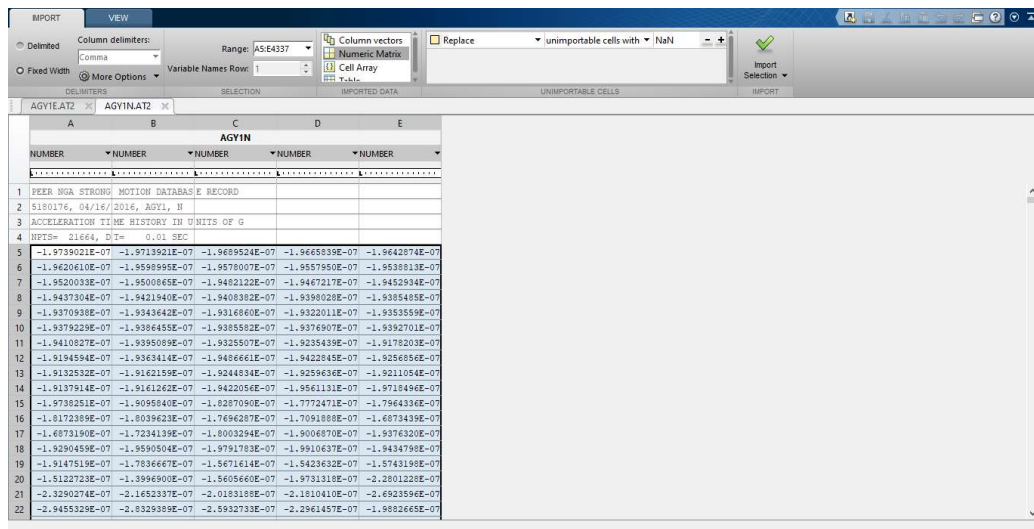 IMPORT VIEW
Delimited Column delimiters: Range: A5:E4337 Column vectors Replace unimportable cells with NaN - +
Comma Numeric Matrix
Fixed Width More Options Variable Names Row: 1 Cell Array Import Selection
Table
DELIMITERS SELECTION IMPORTED DATA UNIMPORTABLE CELLS IMPORT
AGY1E.AT2 AGY1N.AT2
A B C D E
AGY1N
NUMBER NUMBER NUMBER NUMBER NUMBER
1 PEER NGA STRONG MOTION DATABAS E RECORD
2 5180176, 04/16/ 2016, AGY1, N
3 ACCELERATION TI ME HISTORY IN U NITS OF G
4 NPTS= 21664, D T= 0.01 SEC
5 -1.9739021E-07 -1.9713921E-07 -1.9689524E-07 -1.9665839E-07 -1.9642874E-07
6 -1.9620610E-07 -1.9598995E-07 -1.9578007E-07 -1.9557950E-07 -1.9538813E-07
7 -1.9520033E-07 -1.9500865E-07 -1.9482122E-07 -1.9467217E-07 -1.9452934E-07
8 -1.9437304E-07 -1.9421940E-07 -1.9408382E-07 -1.9398028E-07 -1.9385485E-07
9 -1.9370938E-07 -1.9343642E-07 -1.9316860E-07 -1.9322011E-07 -1.9353559E-07
10 -1.9379229E-07 -1.9386455E-07 -1.9385582E-07 -1.9376907E-07 -1.9392701E-07
11 -1.9410827E-07 -1.9395089E-07 -1.9325507E-07 -1.9235439E-07 -1.9178203E-07
12 -1.9194594E-07 -1.9363414E-07 -1.9486661E-07 -1.9422845E-07 -1.9256856E-07
13 -1.9132592E-07 -1.9162159E-07 -1.9244834E-07 -1.9259636E-07 -1.9211054E-07
14 -1.9137914E-07 -1.9161262E-07 -1.9422056E-07 -1.9561131E-07 -1.9718496E-07
15 -1.9738251E-07 -1.9095840E-07 -1.8287090E-07 -1.7772471E-07 -1.7964336E-07
16 -1.8172389E-07 -1.8039623E-07 -1.7696287E-07 -1.7091888E-07 -1.6873439E-07
17 -1.6873190E-07 -1.7234139E-07 -1.8003294E-07 -1.9006870E-07 -1.9376320E-07
18 -1.9290459E-07 -1.9590504E-07 -1.9791783E-07 -1.9910637E-07 -1.9434798E-07
19 -1.9147519E-07 -1.7836667E-07 -1.5671614E-07 -1.5423632E-07 -1.5743198E-07
20 -1.5122723E-07 -1.3996900E-07 -1.5605660E-07 -1.9731318E-07 -2.2801228E-07
21 -2.3290274E-07 -2.1652337E-07 -2.0183188E-07 -2.1810410E-07 -2.6923596E-07
22 -2.9455329E-07 -2.8329389E-07 -2.5932733E-07 -2.2961457E-07 -1.9882665E-07